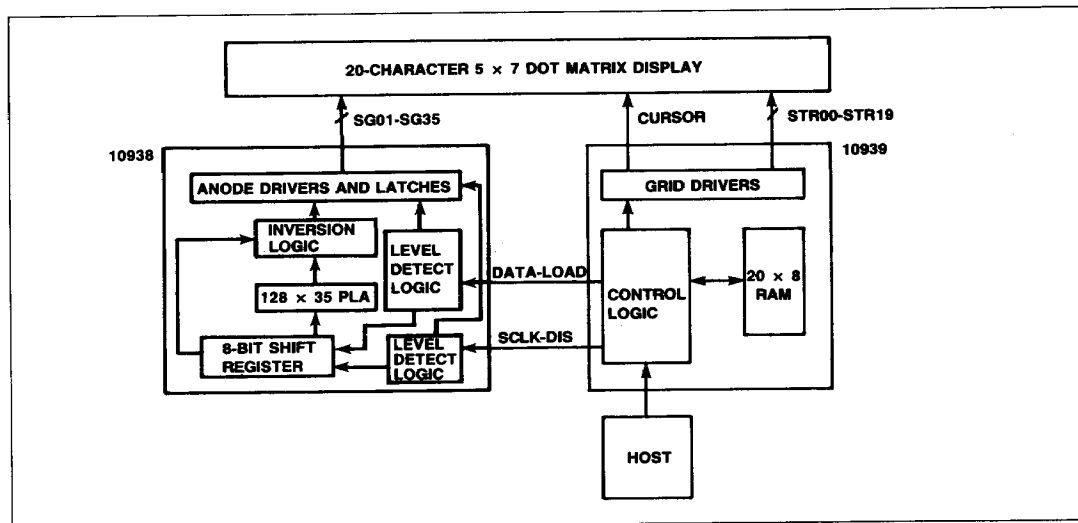 20-CHARACTER 5 × 7 DOT MATRIX DISPLAY
SG01-SG35
CURSOR
STR00-STR19
10938
10939
ANODE DRIVERS AND LATCHES
GRID DRIVERS
INVERSION
LOGIC
LEVEL
DETECT
LOGIC
DATA-LOAD
CONTROL
LOGIC
20 × 8
RAM
128 × 35 PLA
8-BIT SHIFT
REGISTER
LEVEL
DETECT
LOGIC
SCLK-DIS
HOST